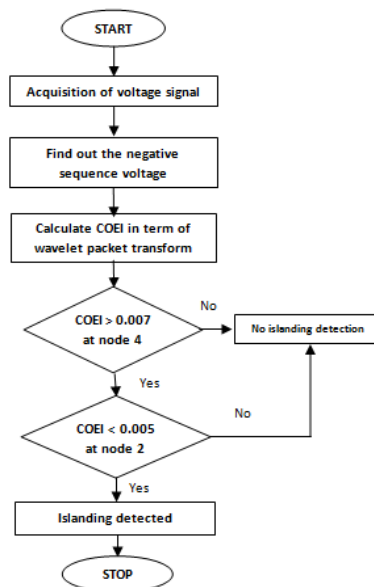 START
Acquisition of voltage signal
Find out the negative
sequence voltage
Calculate COEI in term of
wavelet packet transform
COEI > 0.007
at node 4
No
No islanding detection
Yes
COEI < 0.005
at node 2
No
Yes
Islanding detected
STOP